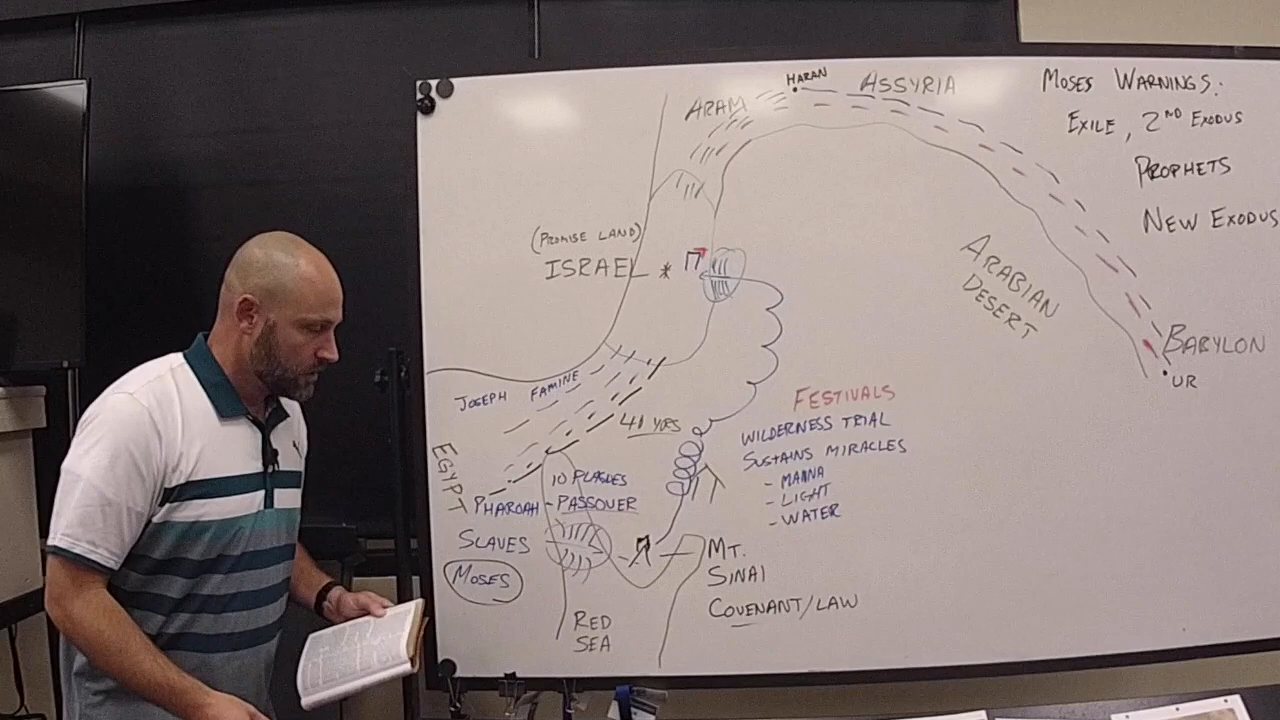 HARAN
ASSYRIA
ARAM
MOSES WARNINGS:
EXILE, 2ND EXODUS
PROPHETS
NEW EXODUS
(PROMISE LAND)
ISRAEL
ARABIAN
DESERT
BABYLON
UR
JOSEPH FAMINE
40 YRS
EGYPT
10 PLAGUES
PHAROAH - PASSOVER
SLAVES
MOSES
RED
SEA
FESTIVALS
WILDERNESS TRIAL
SUSTAINS MIRACLES
- MANNA
- LIGHT
- WATER
MT.
SINAI
COVENANT/LAW